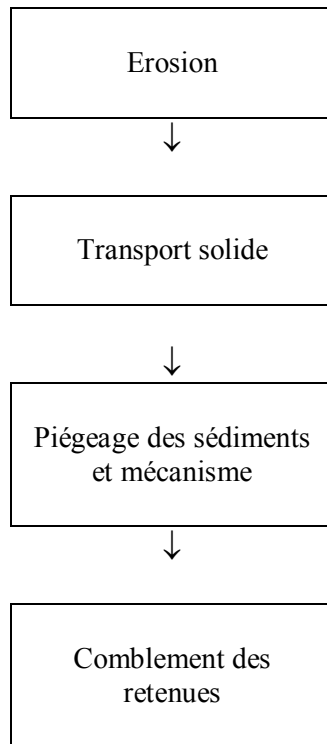 Erosion
↓
Transport solide
↓
Piégeage des sédiments
et mécanisme
↓
Comblement des
retenues